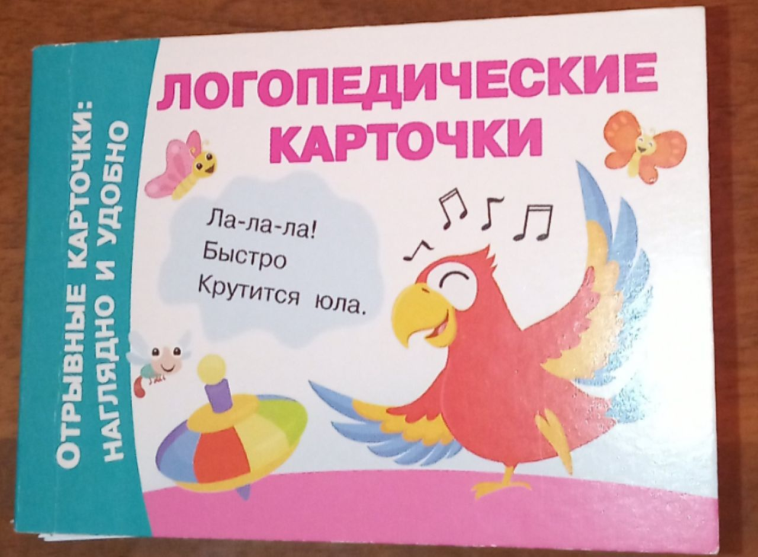 ЛОГОПЕДИЧЕСКИЕ
КАРТОЧКИ
Ла-ла-ла!
Быстро
Крутится юла.
ОТРЫВНЫЕ КАРТОЧКИ:
НАГЛЯДНО И УДОБНО